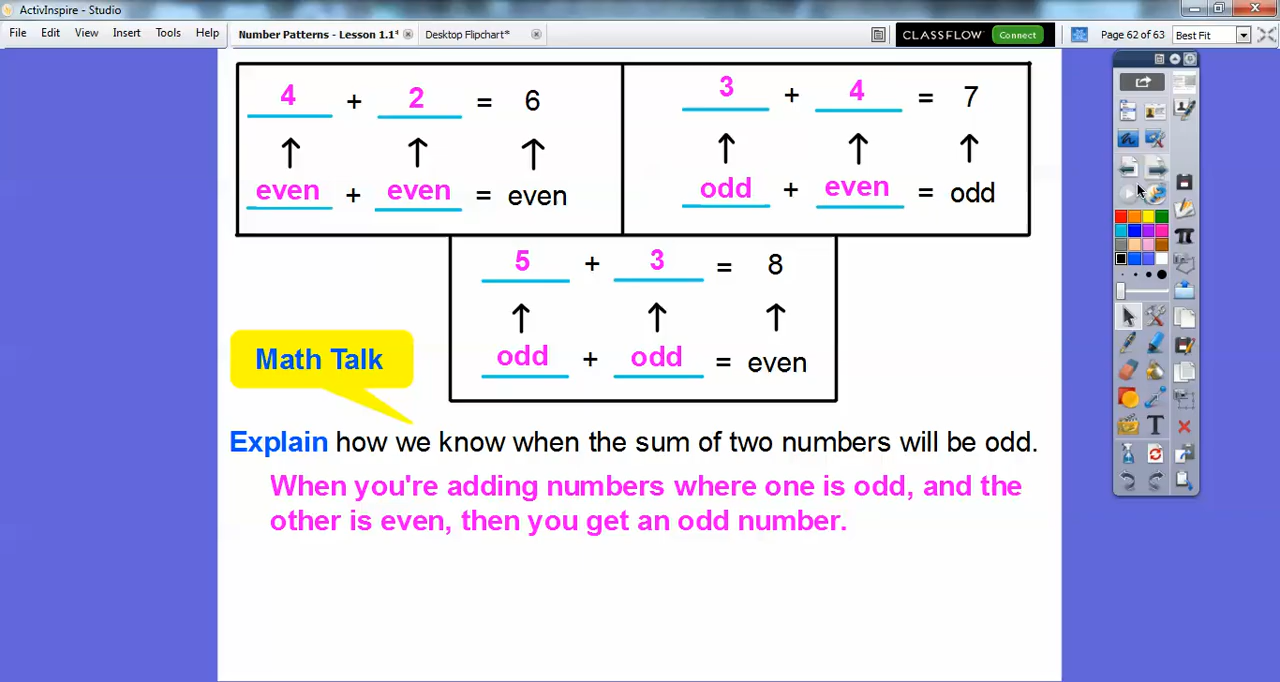 ActivInspire - Studio
File Edit View Insert Tools Help
Number Patterns - Lesson 1.1*
Desktop Flipchart*
CLASSFLOW Connect
Page 62 of 63
Best Fit
4 + 2 = 6
even + even = even
3 + 4 = 7
odd + even = odd
5 + 3 = 8
odd + odd = even
Math Talk
Explain how we know when the sum of two numbers will be odd.
When you're adding numbers where one is odd, and the
other is even, then you get an odd number.